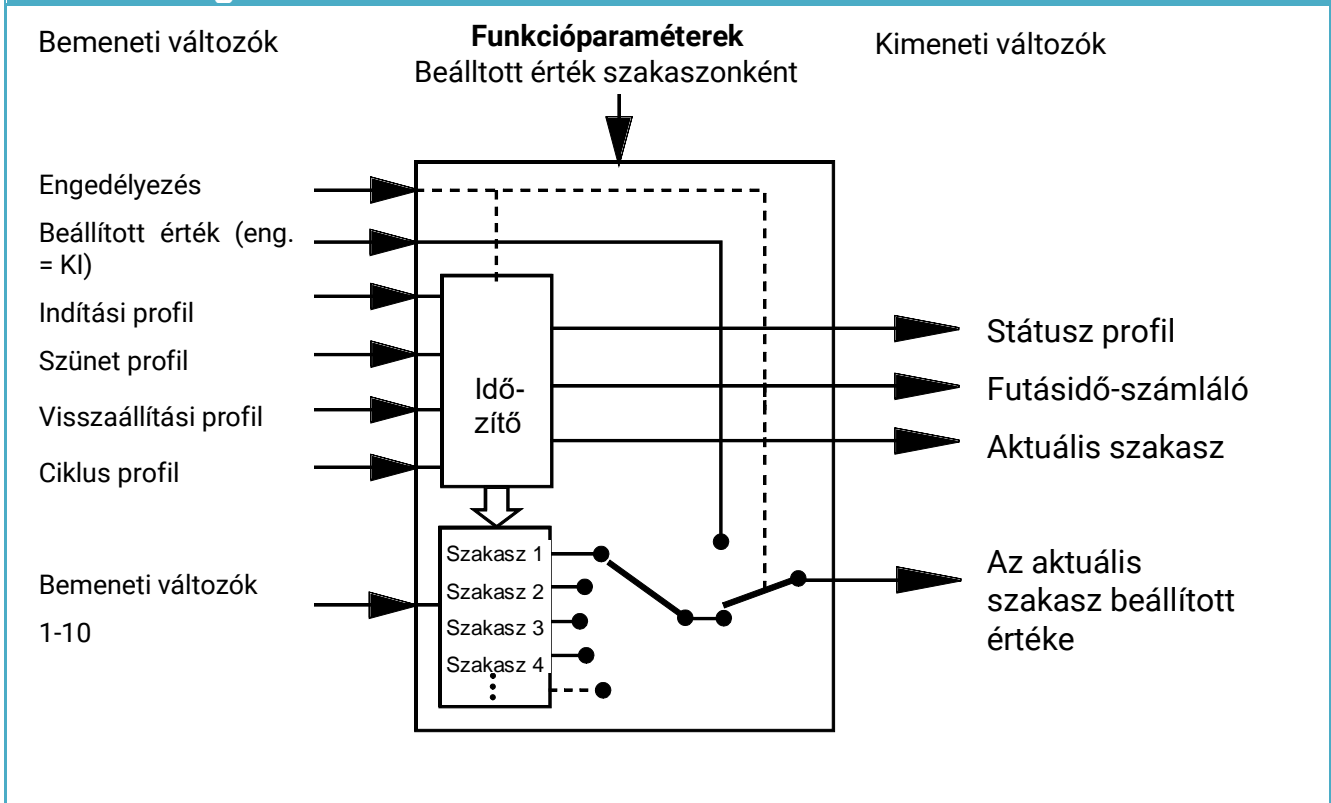 Bemeneti változók
Funkcióparaméterek
Beálltott érték szakaszonként
Kimeneti változók
Engedélyezés
Beállított érték (eng.
= KI)
Indítási profil
Szünet profil
Visszaállítási profil
Ciklus profil
Idő-
zítő
Státusz profil
Futásidő-számláló
Aktuális szakasz
Bemeneti változók
1-10
Szakasz 1
Szakasz 2
Szakasz 3
Szakasz 4
Az aktuális
szakasz beállított
értéke